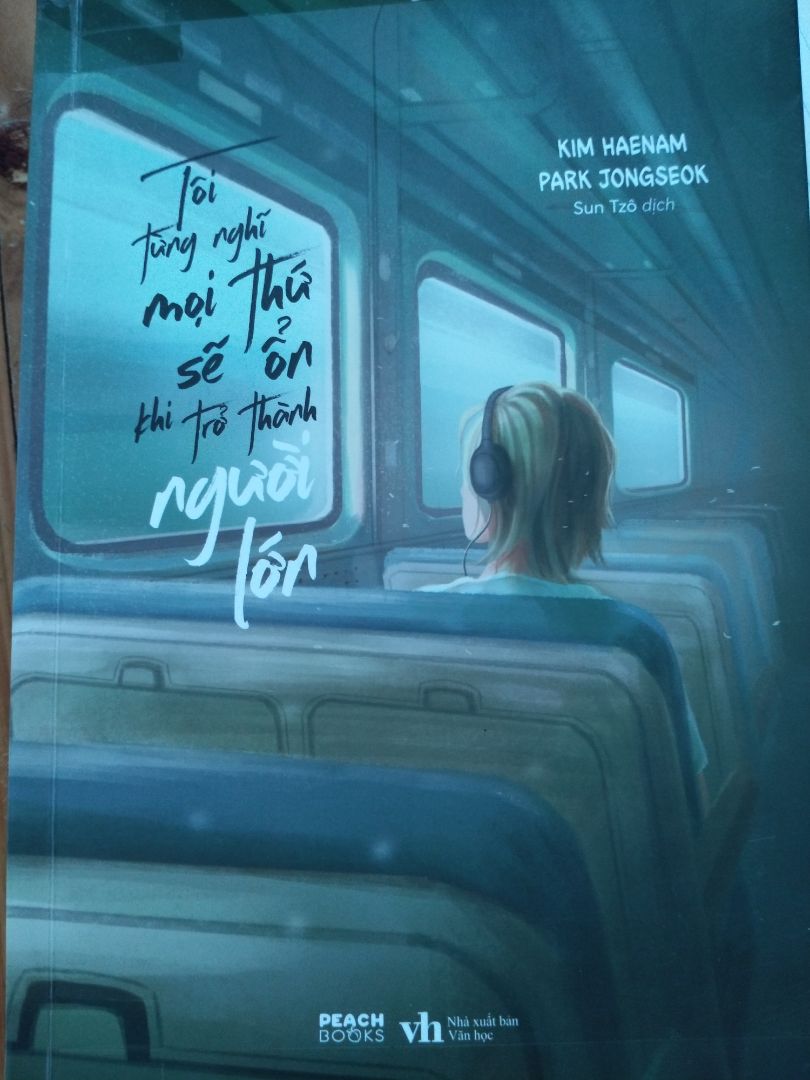 Tôi
từng nghĩ
mọi thứ
sẽ ổn
khi trở thành
người
lớn
KIM HAENAM
PARK JONGSEOK
Sun Tzô dịch
PEACH
BOOKS
vh
Nhà xuất bản
Văn học